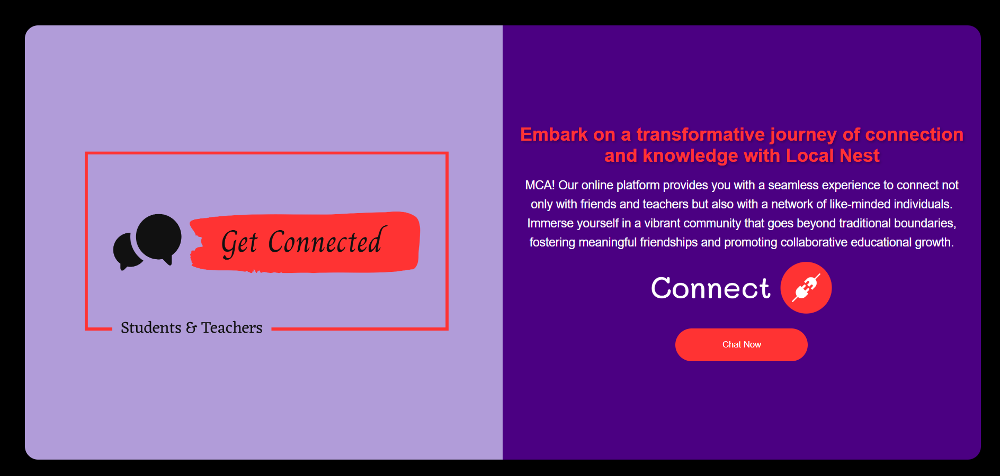 Get Connected
Students & Teachers
Embark on a transformative journey of connection
and knowledge with Local Nest
MCA! Our online platform provides you with a seamless experience to connect not
only with friends and teachers but also with a network of like-minded individuals.
Immerse yourself in a vibrant community that goes beyond traditional boundaries,
fostering meaningful friendships and promoting collaborative educational growth.
Connect
Chat Now